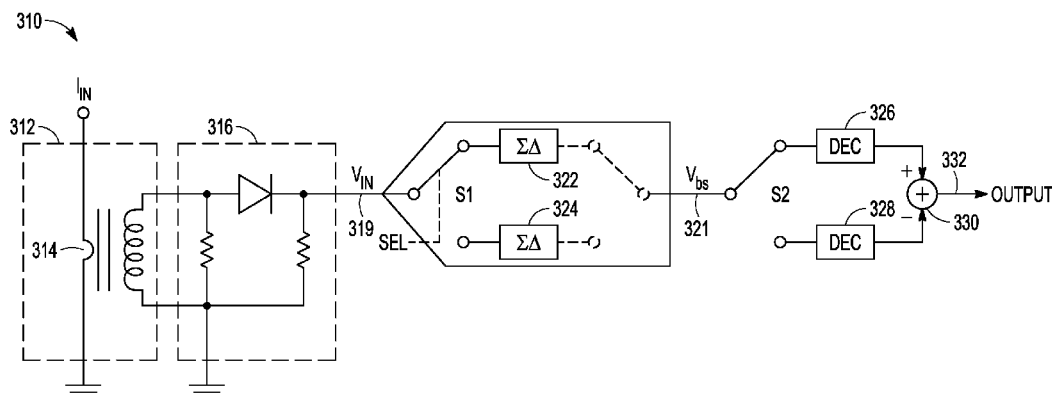 310
I_IN
312
316
314
V_IN
319
SEL
S1
ΣΔ
322
324
ΣΔ
V_bs
321
S2
326
DEC
328
DEC
+
+
−
330
332
OUTPUT